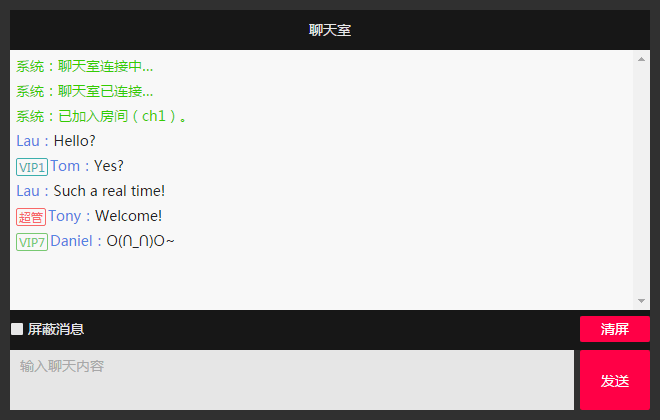 聊天室
系统：聊天室连接中...
系统：聊天室已连接...
系统：已加入房间（ch1）。
Lau：Hello?
VIP1 Tom：Yes?
Lau：Such a real time!
超管 Tony：Welcome!
VIP7 Daniel：O(∩_∩)O~
屏蔽消息 清屏
输入聊天内容 发送